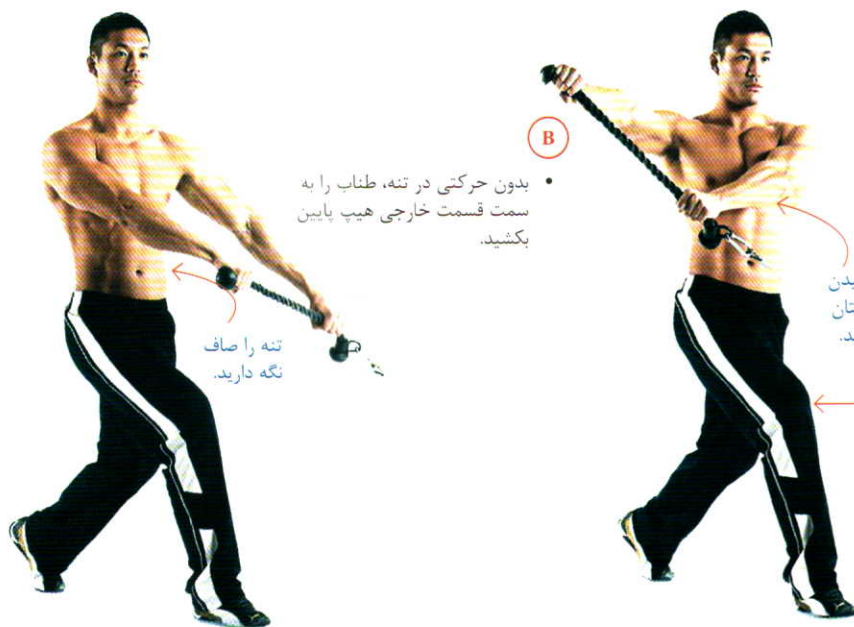 B
• بدون حرکتی در تنه، طناب را به
سمت قسمت خارجی هیپ پایین
بکشید.
تنه را صاف
نگه دارید.